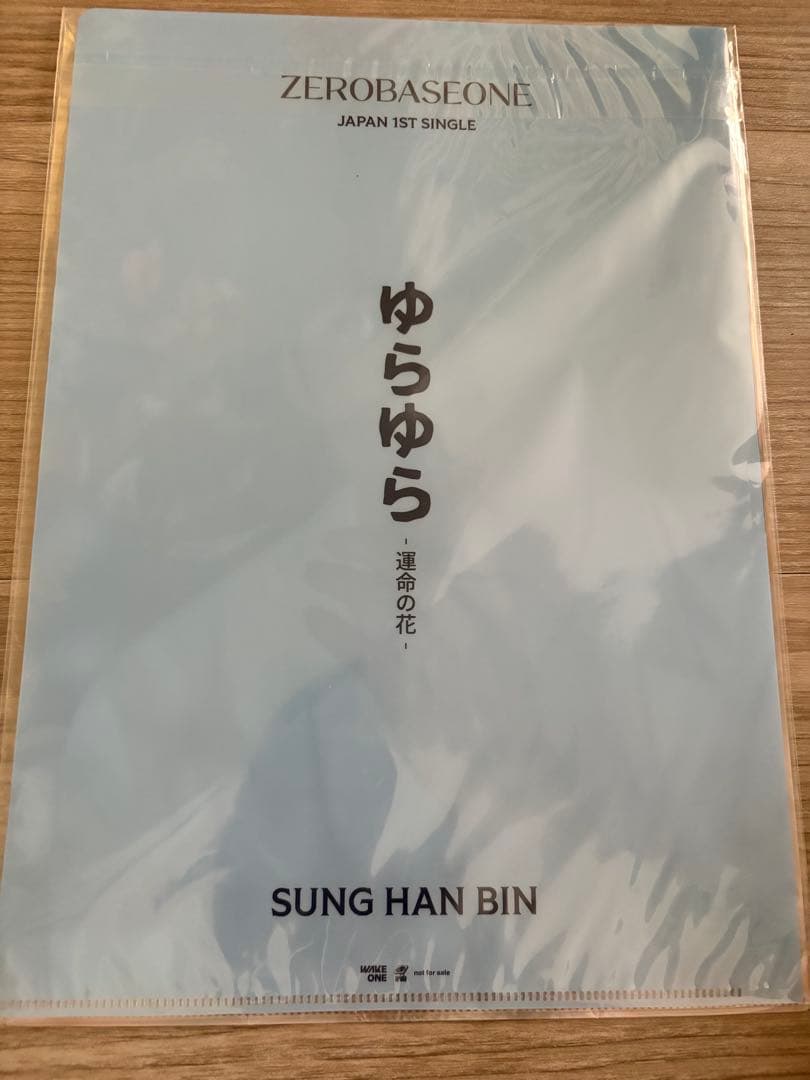 ZEROBASEONE
JAPAN 1ST SINGLE
ゆらゆら
-運命の花-
SUNG HAN BIN
WAKE
ONE
not for sale